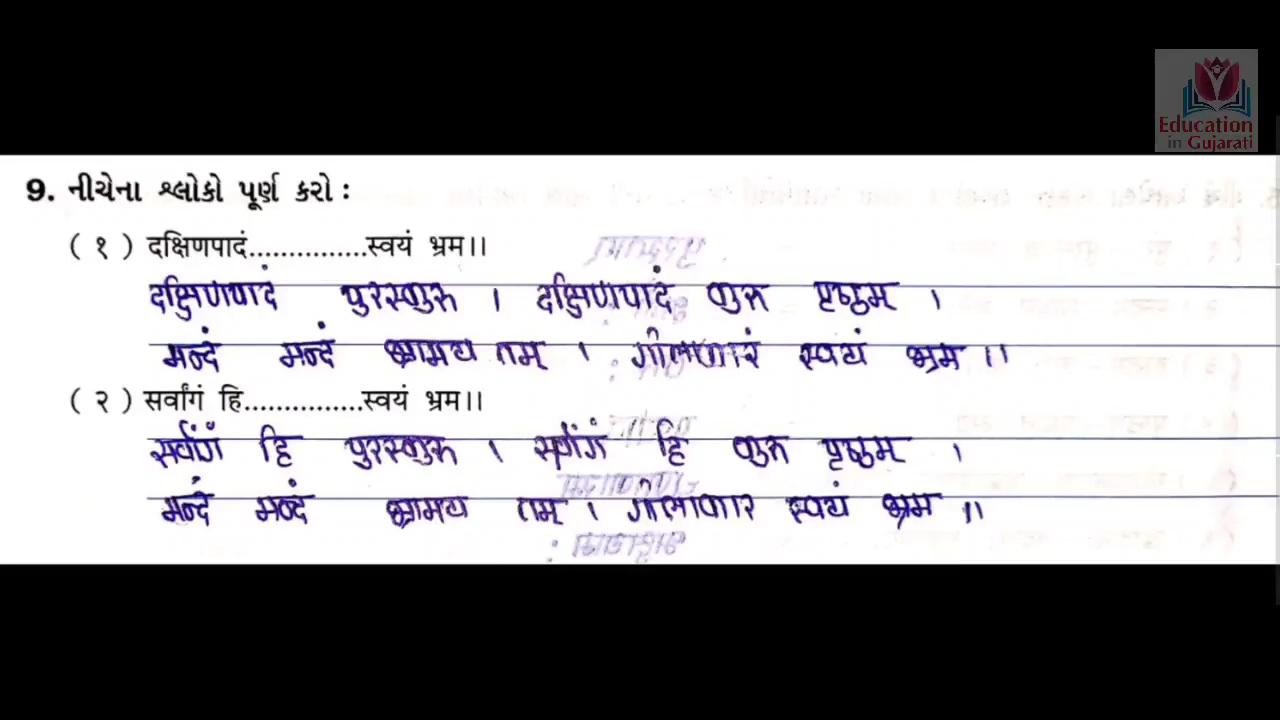 Education
in Gujarati
9. નીચેના શ્લોકો પૂર્ણ કરો :
( १ ) दक्षिणपादं...............स्वयं भ्रम।।
दक्षिणपादं पुरस्कुरु । दक्षिणपादं कुरु पृष्ठम् ।
मन्दं मन्दं भ्रामय तम् । गोलाकारं स्वयं भ्रम ।।
( २ ) सर्वांगं हि...............स्वयं भ्रम।।
सर्वांगं हि पुरस्कुरु । सर्वांगं हि कुरु पृष्ठम् ।
मन्दं मन्दं भ्रामय तम् । गोलाकार स्वयं भ्रम ।।